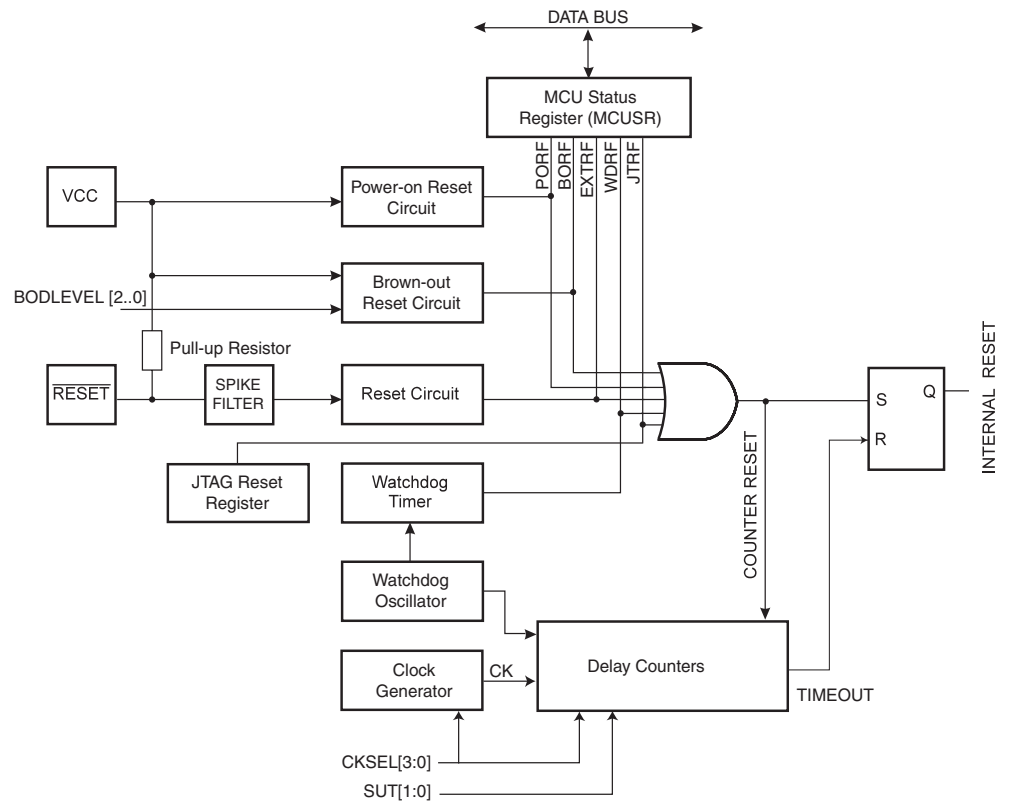 DATA BUS
MCU Status
Register (MCUSR)
PORF
BORF
EXTRF
WDRF
JTRF
VCC
Power-on Reset
Circuit
Brown-out
Reset Circuit
BODLEVEL [2..0]
Pull-up Resistor
RESET
SPIKE
FILTER
Reset Circuit
S
Q
R
INTERNAL RESET
JTAG Reset
Register
Watchdog
Timer
COUNTER RESET
Watchdog
Oscillator
Clock
Generator
CK
Delay Counters
TIMEOUT
CKSEL[3:0]
SUT[1:0]